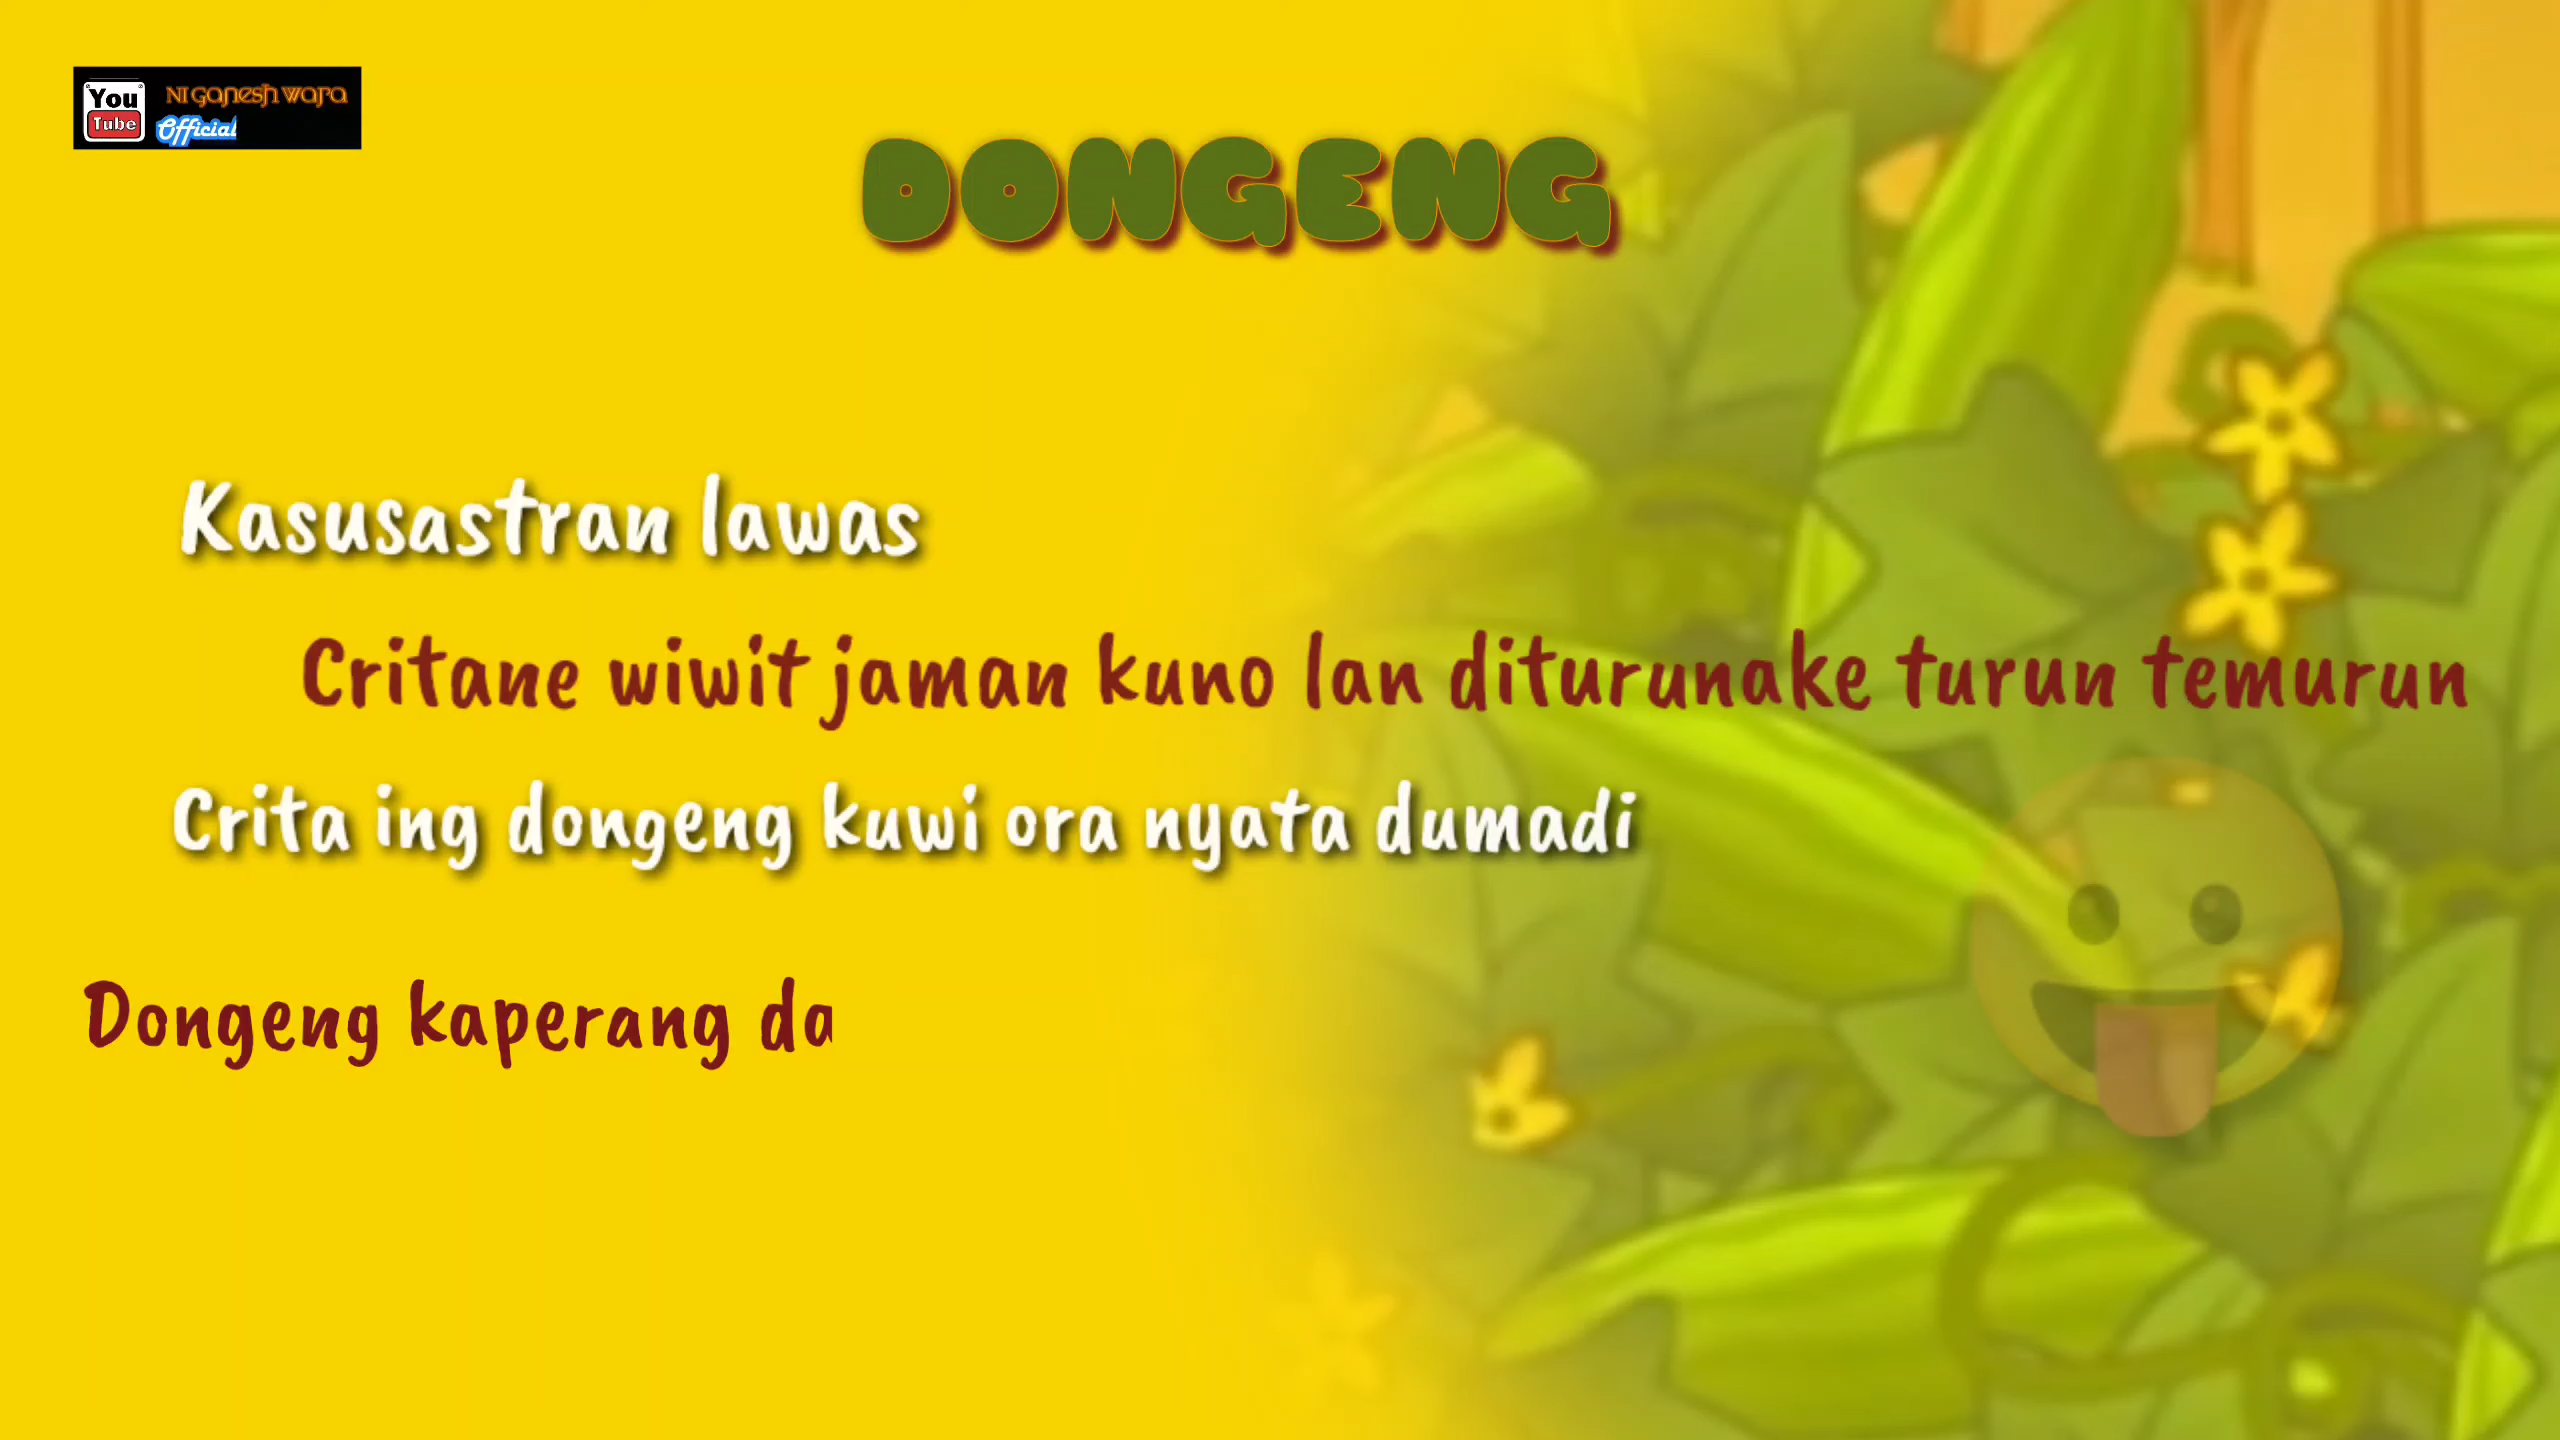 You
Tube
NI GANESH WARA
Official
DONGENG
Kasusastran lawas
Critane wiwit jaman kuno lan diturunake turun temurun
Crita ing dongeng kuwi ora nyata dumadi
Dongeng kaperang da